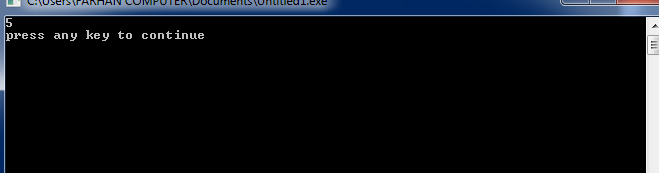 C:\Users\FARHAN COMPUTER\Documents\Untitled1.exe
5
press any key to continue